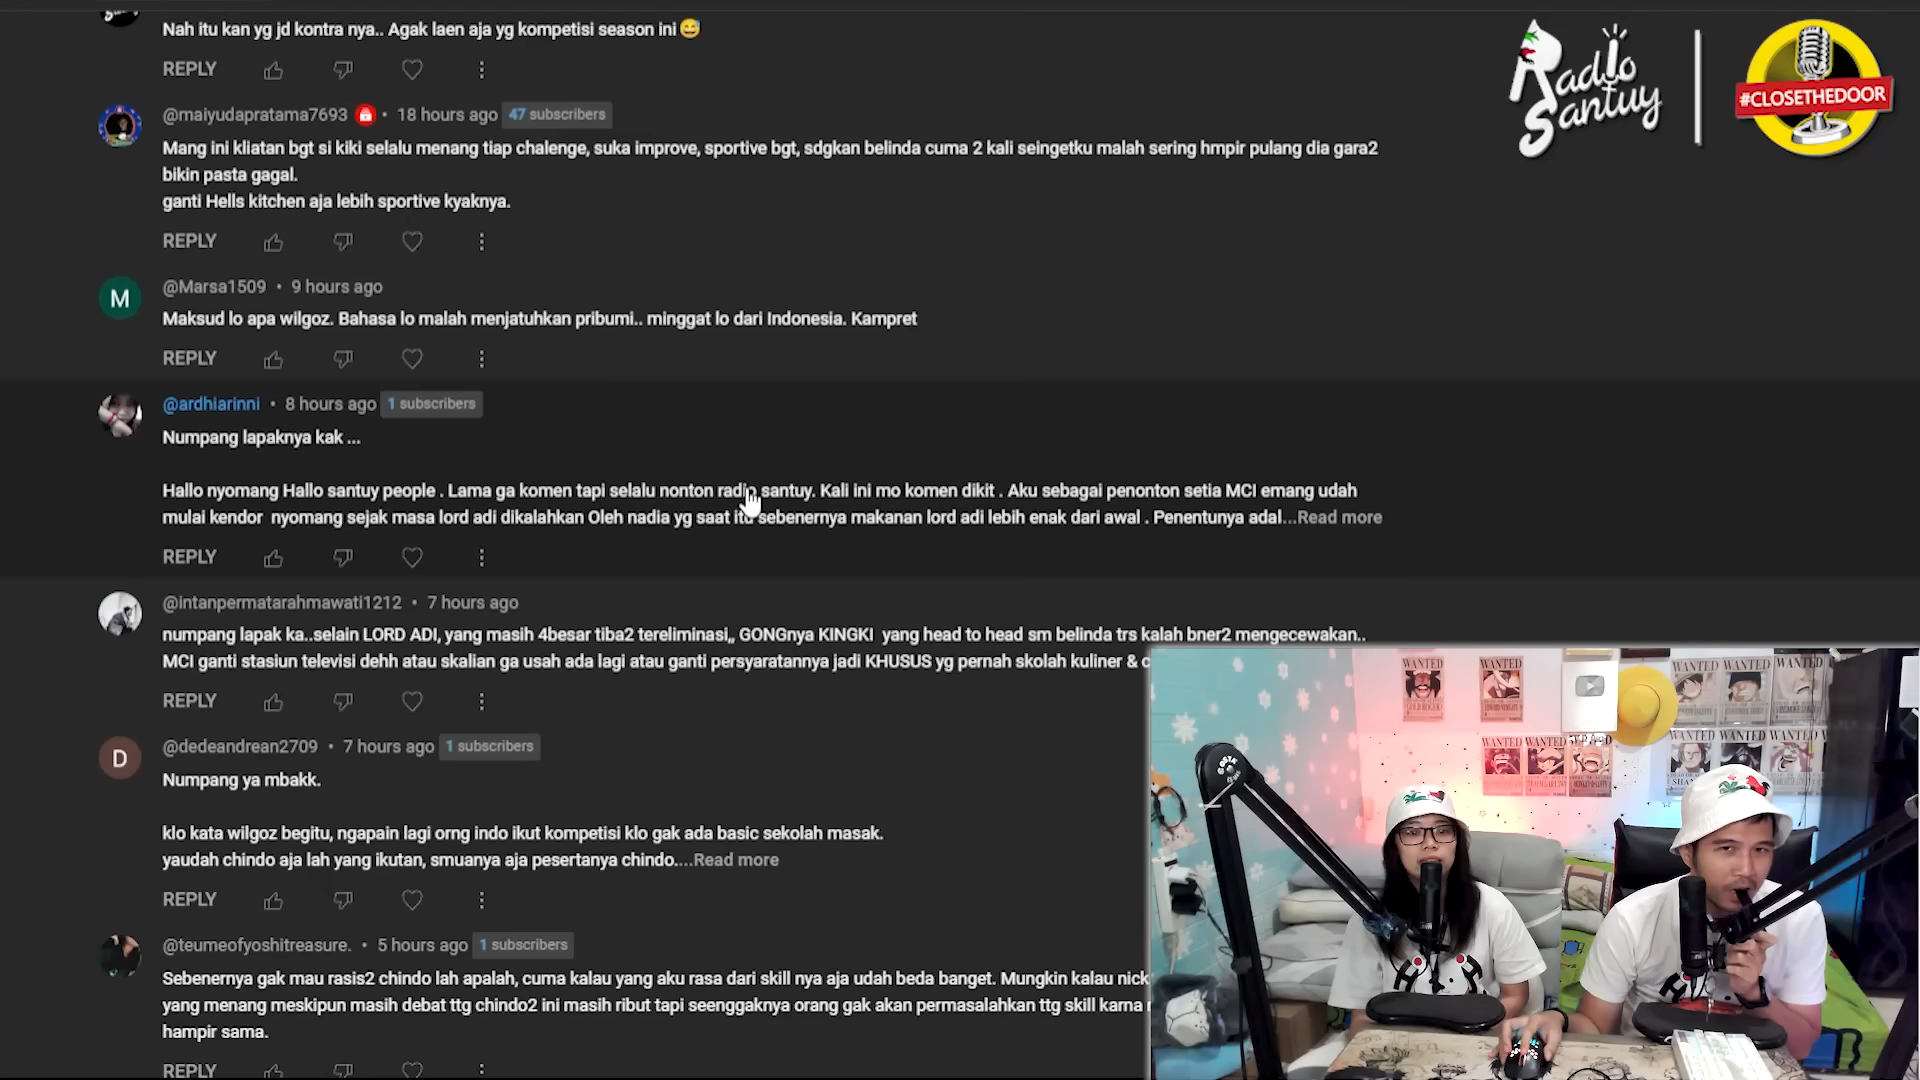 Nah itu kan yg jd kontra nya.. Agak laen aja yg kompetisi season ini 😅
REPLY
@maiyudapratama7693 • 18 hours ago 47 subscribers
Mang ini kliatan bgt si kiki selalu menang tiap chalenge, suka improve, sportive bgt, sdgkan belinda cuma 2 kali seingetku malah sering hmpir pulang dia gara2
bikin pasta gagal.
ganti Hells kitchen aja lebih sportive kyaknya.
REPLY
M
@Marsa1509 • 9 hours ago
Maksud lo apa wilgoz. Bahasa lo malah menjatuhkan pribumi.. minggat lo dari Indonesia. Kampret
REPLY
@ardhiarinni • 8 hours ago 1 subscribers
Numpang lapaknya kak ...
Hallo nyomang Hallo santuy people . Lama ga komen tapi selalu nonton radio santuy. Kali ini mo komen dikit . Aku sebagai penonton setia MCI emang udah
mulai kendor nyomang sejak masa lord adi dikalahkan Oleh nadia yg saat itu sebenernya makanan lord adi lebih enak dari awal . Penentunya adal...Read more
REPLY
@intanpermatarahmawati1212 • 7 hours ago
numpang lapak ka..selain LORD ADI, yang masih 4besar tiba2 tereliminasi,, GONGnya KINGKI yang head to head sm belinda trs kalah bner2 mengecewakan..
MCI ganti stasiun televisi dehh atau skalian ga usah ada lagi atau ganti persyaratannya jadi KHUSUS yg pernah skolah kuliner & c
REPLY
D
@dedeandrean2709 • 7 hours ago 1 subscribers
Numpang ya mbakk.
klo kata wilgoz begitu, ngapain lagi orng indo ikut kompetisi klo gak ada basic sekolah masak.
yaudah chindo aja lah yang ikutan, smuanya aja pesertanya chindo....Read more
REPLY
@teumeofyoshitreasure. • 5 hours ago 1 subscribers
Sebenernya gak mau rasis2 chindo lah apalah, cuma kalau yang aku rasa dari skill nya aja udah beda banget. Mungkin kalau nick
yang menang meskipun masih debat ttg chindo2 ini masih ribut tapi seenggaknya orang gak akan permasalahkan ttg skill karna
hampir sama.
REPLY
Radio
Santuy
#CLOSETHEDOOR
WANTED WANTED
GOLD ROGER
WANTED WANTED WANTED